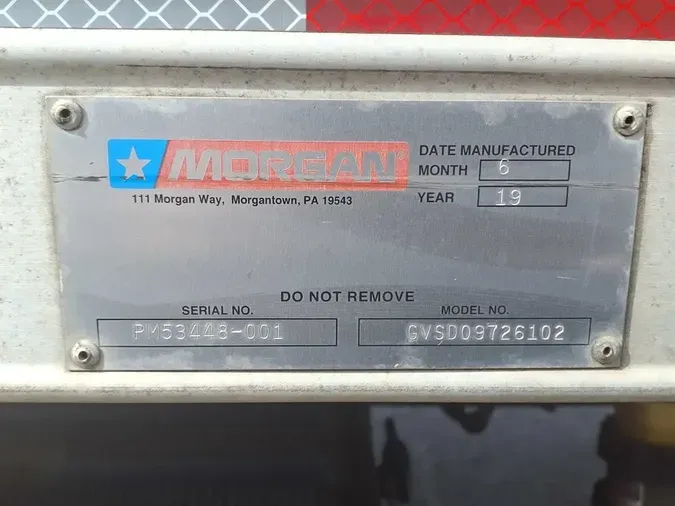 MORGAN
111 Morgan Way, Morgantown, PA 19543
DATE MANUFACTURED
MONTH 6
YEAR 19
DO NOT REMOVE
SERIAL NO.
PM53448-001
MODEL NO.
GVSD09726102